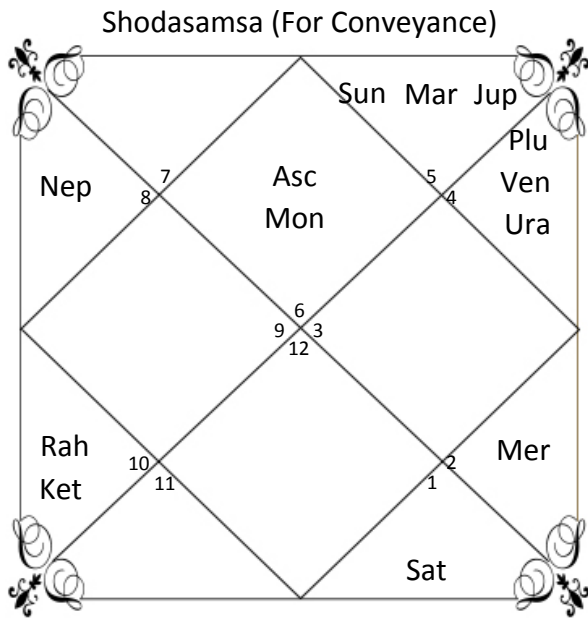 Shodasamsa (For Conveyance)
Sun Mar Jup
Plu
Ven
Ura
Nep
Asc
Mon
7
8
5
4
6
9 3
12
Rah
Ket
10
11
2
1
Mer
Sat